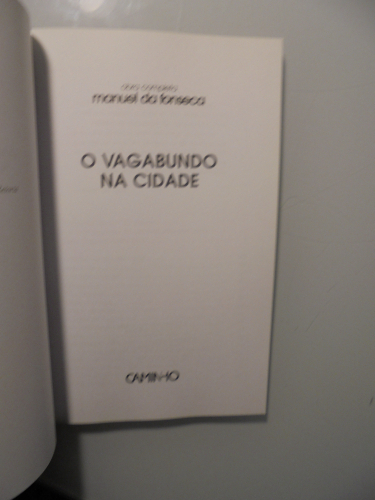 obra completa
manuel da fonseca
O VAGABUNDO
NA CIDADE
CAMINHO